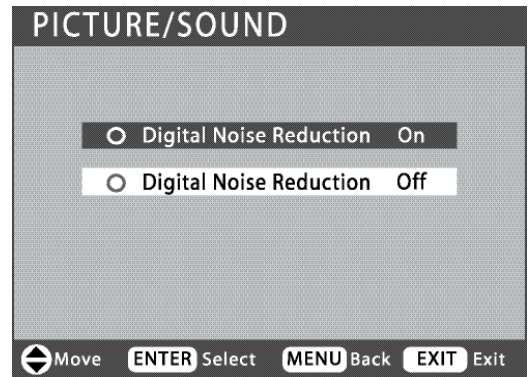 PICTURE/SOUND
Digital Noise Reduction On
Digital Noise Reduction Off
Move ENTER Select MENU Back EXIT Exit